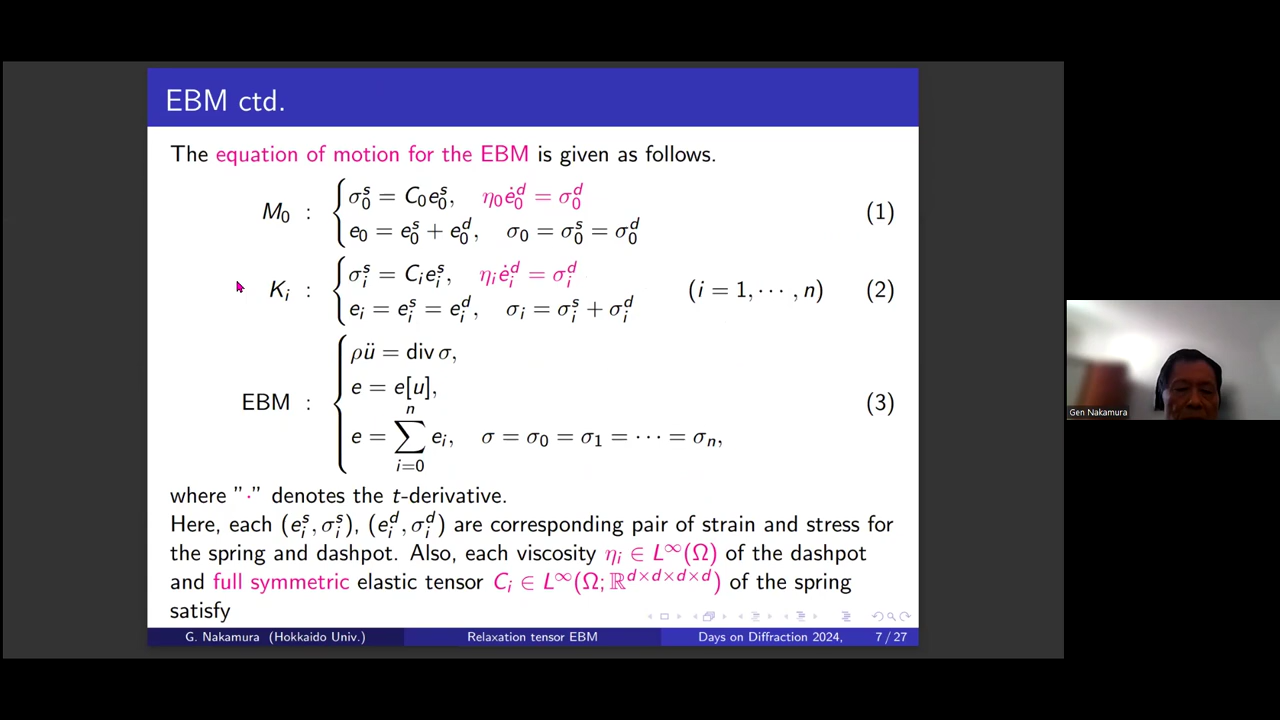 EBM ctd.
The equation of motion for the EBM is given as follows.
M₀ : { σ₀ˢ = C₀e₀ˢ, η₀ė₀ᵈ = σ₀ᵈ
e₀ = e₀ˢ + e₀ᵈ, σ₀ = σ₀ˢ = σ₀ᵈ (1)
Kᵢ : { σᵢˢ = Cᵢeᵢˢ, ηᵢėᵢᵈ = σᵢᵈ
eᵢ = eᵢˢ = eᵢᵈ, σᵢ = σᵢˢ + σᵢᵈ (i = 1, ⋯ , n) (2)
EBM : { ρü = div σ,
e = e[u],
e = ∑ᵢ₌₀ⁿ eᵢ, σ = σ₀ = σ₁ = ⋯ = σₙ, (3)
where "·" denotes the t-derivative.
Here, each (eᵢˢ, σᵢˢ), (eᵢᵈ, σᵢᵈ) are corresponding pair of strain and stress for
the spring and dashpot. Also, each viscosity ηᵢ ∈ L^∞(Ω) of the dashpot
and full symmetric elastic tensor Cᵢ ∈ L^∞(Ω; ℝ^{d×d×d×d}) of the spring
satisfy
G. Nakamura (Hokkaido Univ.) Relaxation tensor EBM Days on Diffraction 2024, 7 / 27
Gen Nakamura